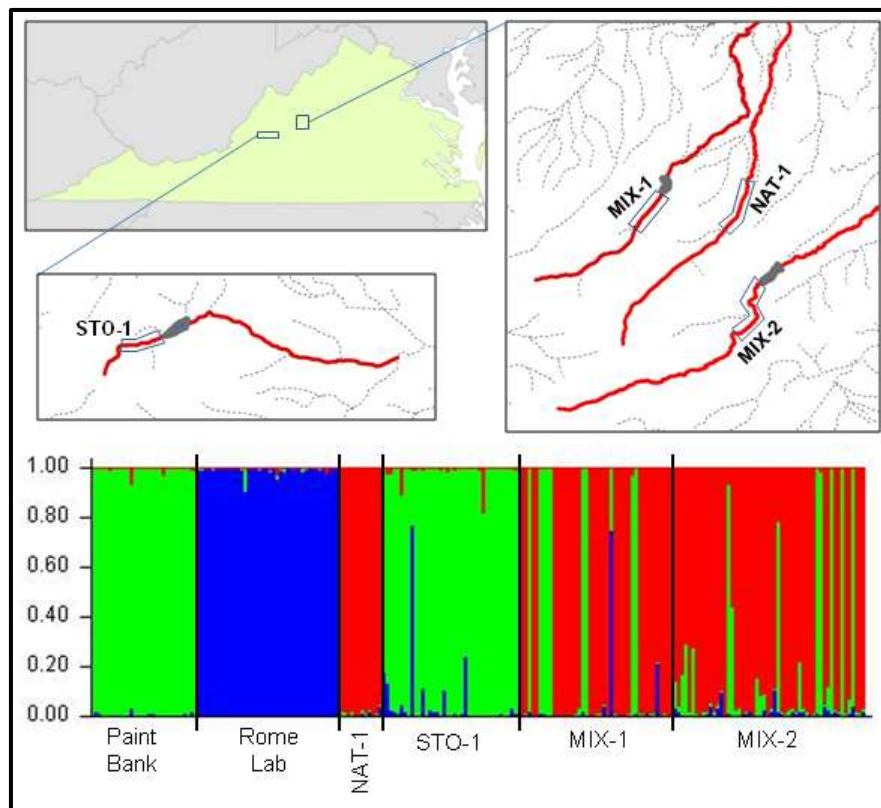 MIX-1
NAT-1
MIX-2
STO-1
1.00
0.80
0.60
0.40
0.20
0.00
Paint
Bank
Rome
Lab
NAT-1
STO-1
MIX-1
MIX-2